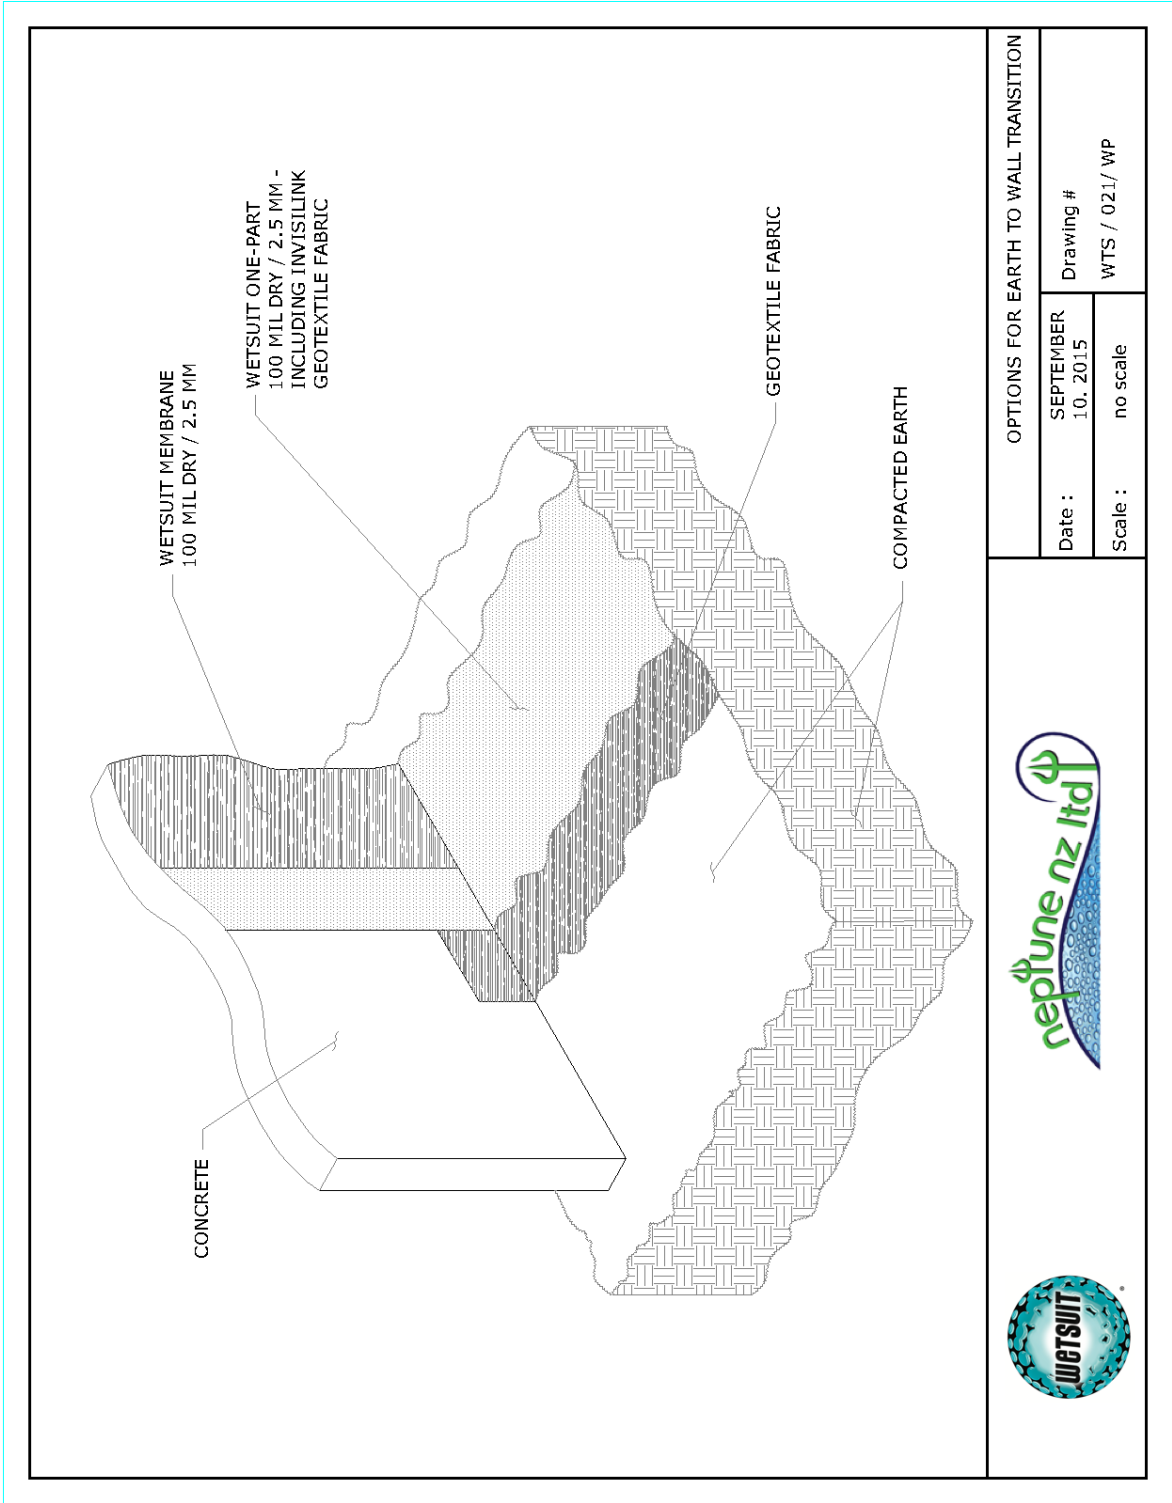 WETSUIT MEMBRANE
100 MIL DRY / 2.5 MM
WETSUIT ONE-PART
100 MIL DRY / 2.5 MM -
INCLUDING INVISILINK
GEOTEXTILE FABRIC
CONCRETE
GEOTEXTILE FABRIC
COMPACTED EARTH
WETSUIT
neptune nz ltd
OPTIONS FOR EARTH TO WALL TRANSITION
Date : SEPTEMBER
10. 2015
Drawing #
WTS / 021/ WP
Scale : no scale